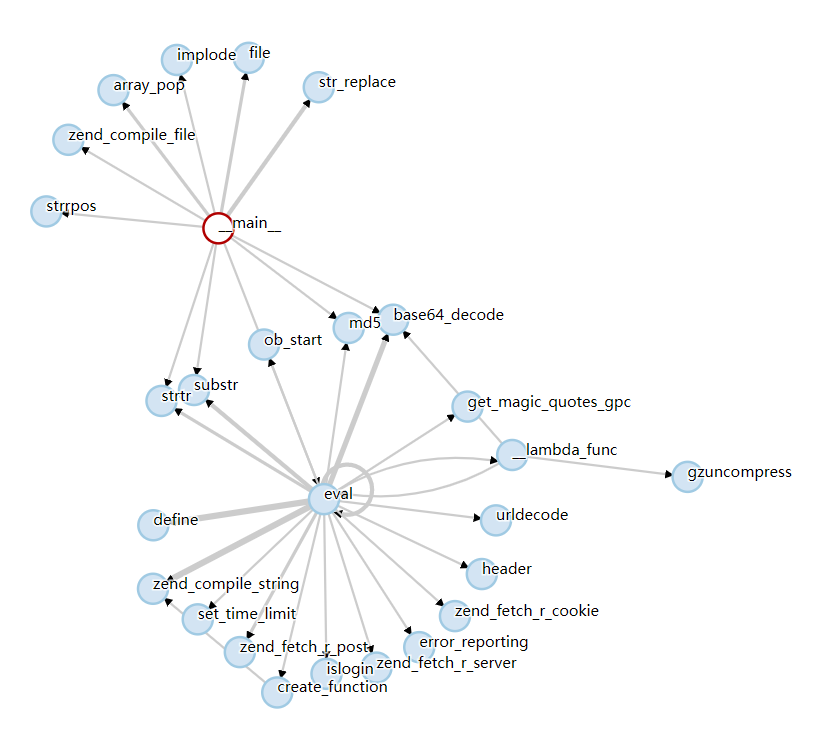 implode
file
array_pop
str_replace
zend_compile_file
strrpos
__main__
base64_decode
md5
ob_start
substr
strtr
get_magic_quotes_gpc
__lambda_func
gzuncompress
eval
urldecode
define
header
zend_compile_string
zend_fetch_r_cookie
set_time_limit
error_reporting
zend_fetch_r_post
zend_fetch_r_server
islogin
create_function